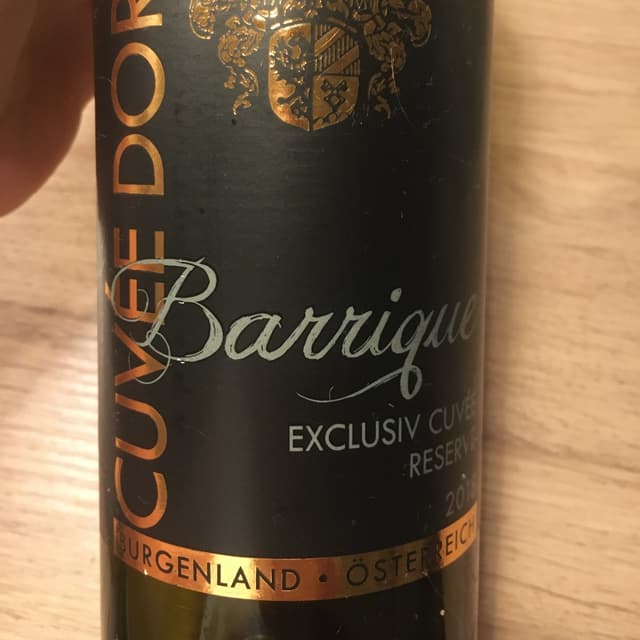 CUVÉE DOR
Barrique
EXCLUSIV CUVÉE
RESERVE
BURGENLAND • ÖSTERREICH